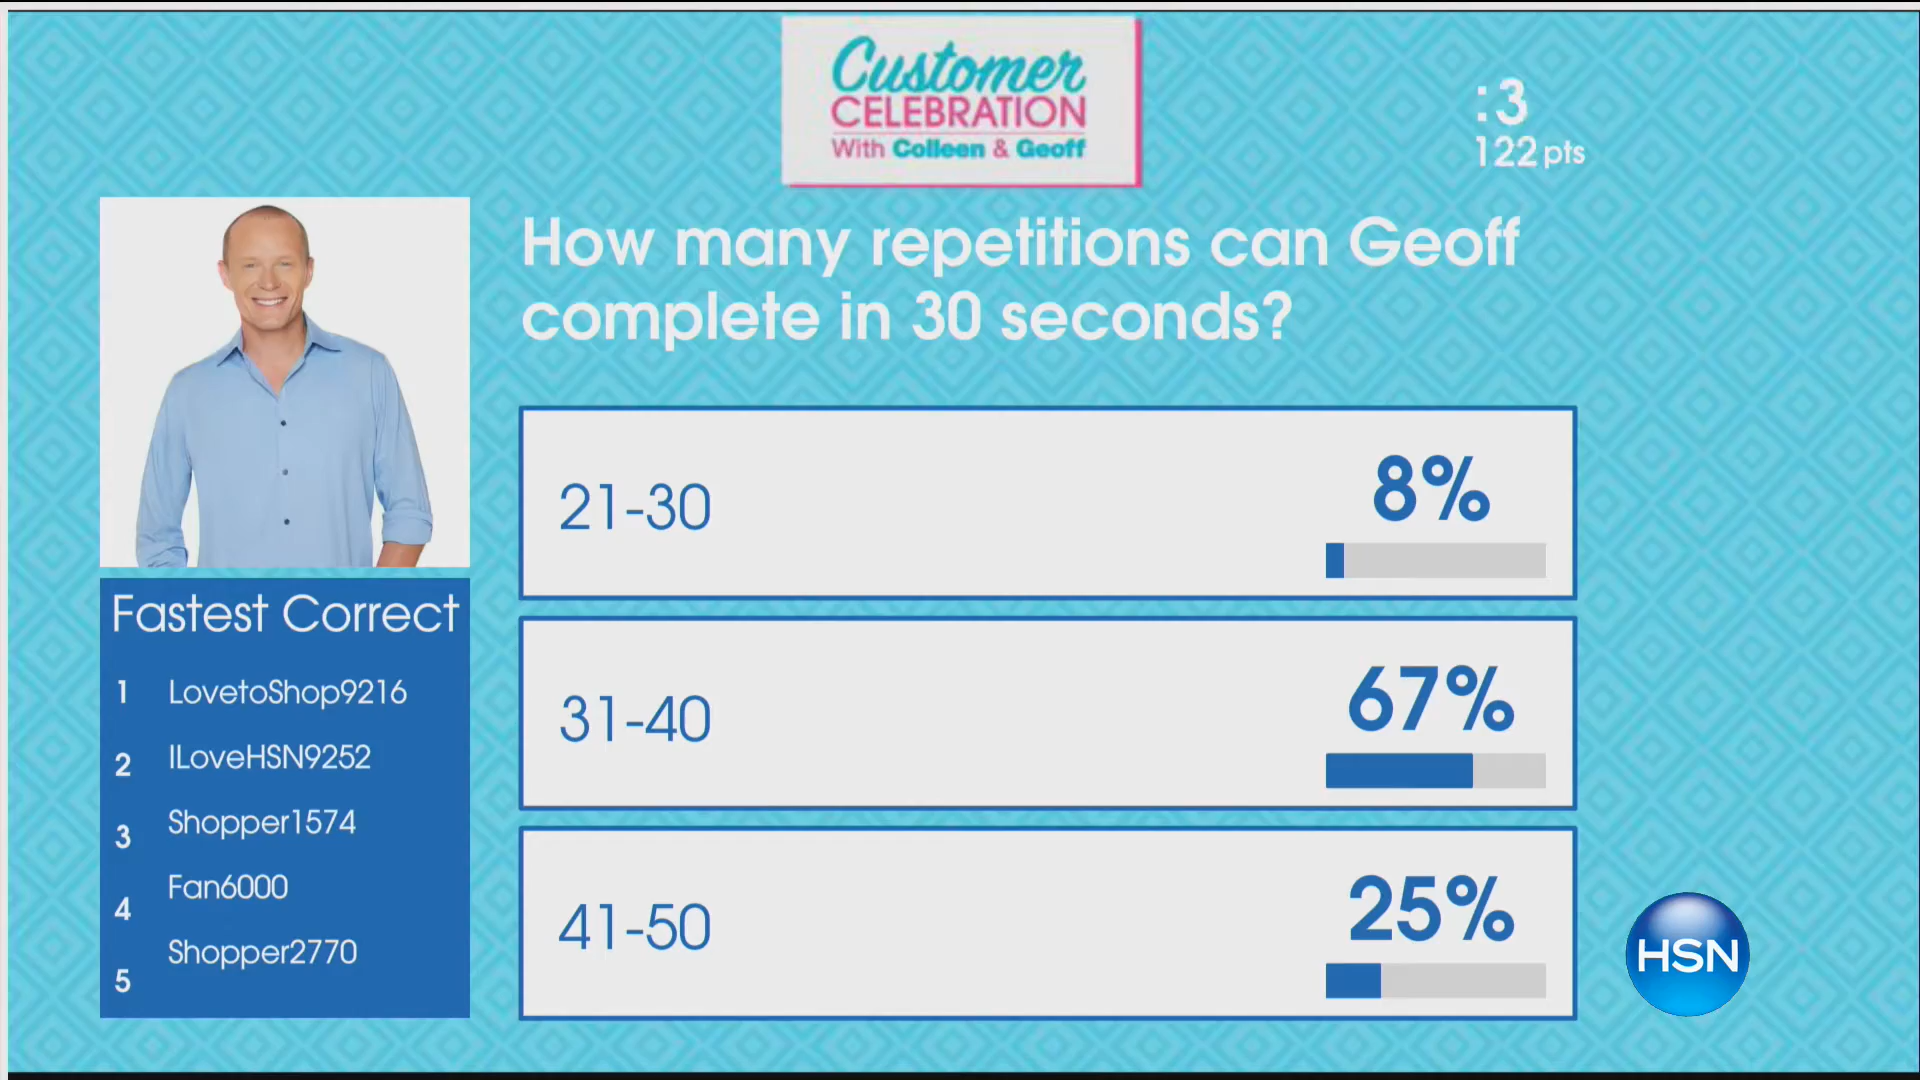 Customer
CELEBRATION
With Colleen & Geoff
:3
122 pts
How many repetitions can Geoff
complete in 30 seconds?
21-30
8%
31-40
67%
41-50
25%
Fastest Correct
1 LovetoShop9216
2 ILoveHSN9252
3 Shopper1574
4 Fan6000
5 Shopper2770
HSN